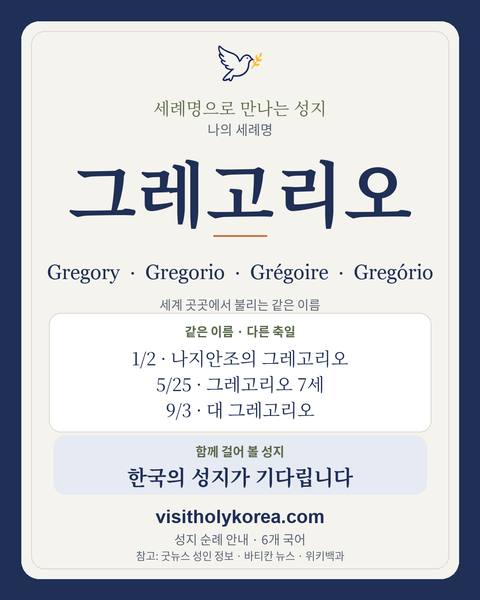 세례명으로 만나는 성지
나의 세례명
그레고리오
Gregory · Gregorio · Grégoire · Gregório
세계 곳곳에서 불리는 같은 이름
같은 이름 · 다른 축일
1/2 · 나지안조의 그레고리오
5/25 · 그레고리오 7세
9/3 · 대 그레고리오
함께 걸어 볼 성지
한국의 성지가 기다립니다
visitholykorea.com
성지 순례 안내 · 6개 국어
참고: 굿뉴스 성인 정보 · 바티칸 뉴스 · 위키백과